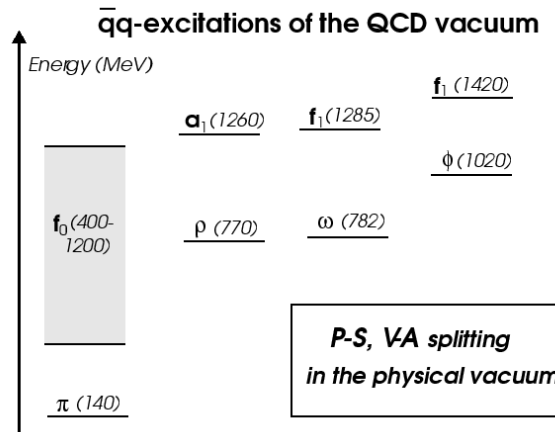 q̅q-excitations of the QCD vacuum
Energy (MeV)
f₁ (1420)
a₁ (1260)
f₁ (1285)
ϕ (1020)
f₀ (400-
1200)
ρ (770)
ω (782)
P-S, V-A splitting
in the physical vacuum
π (140)